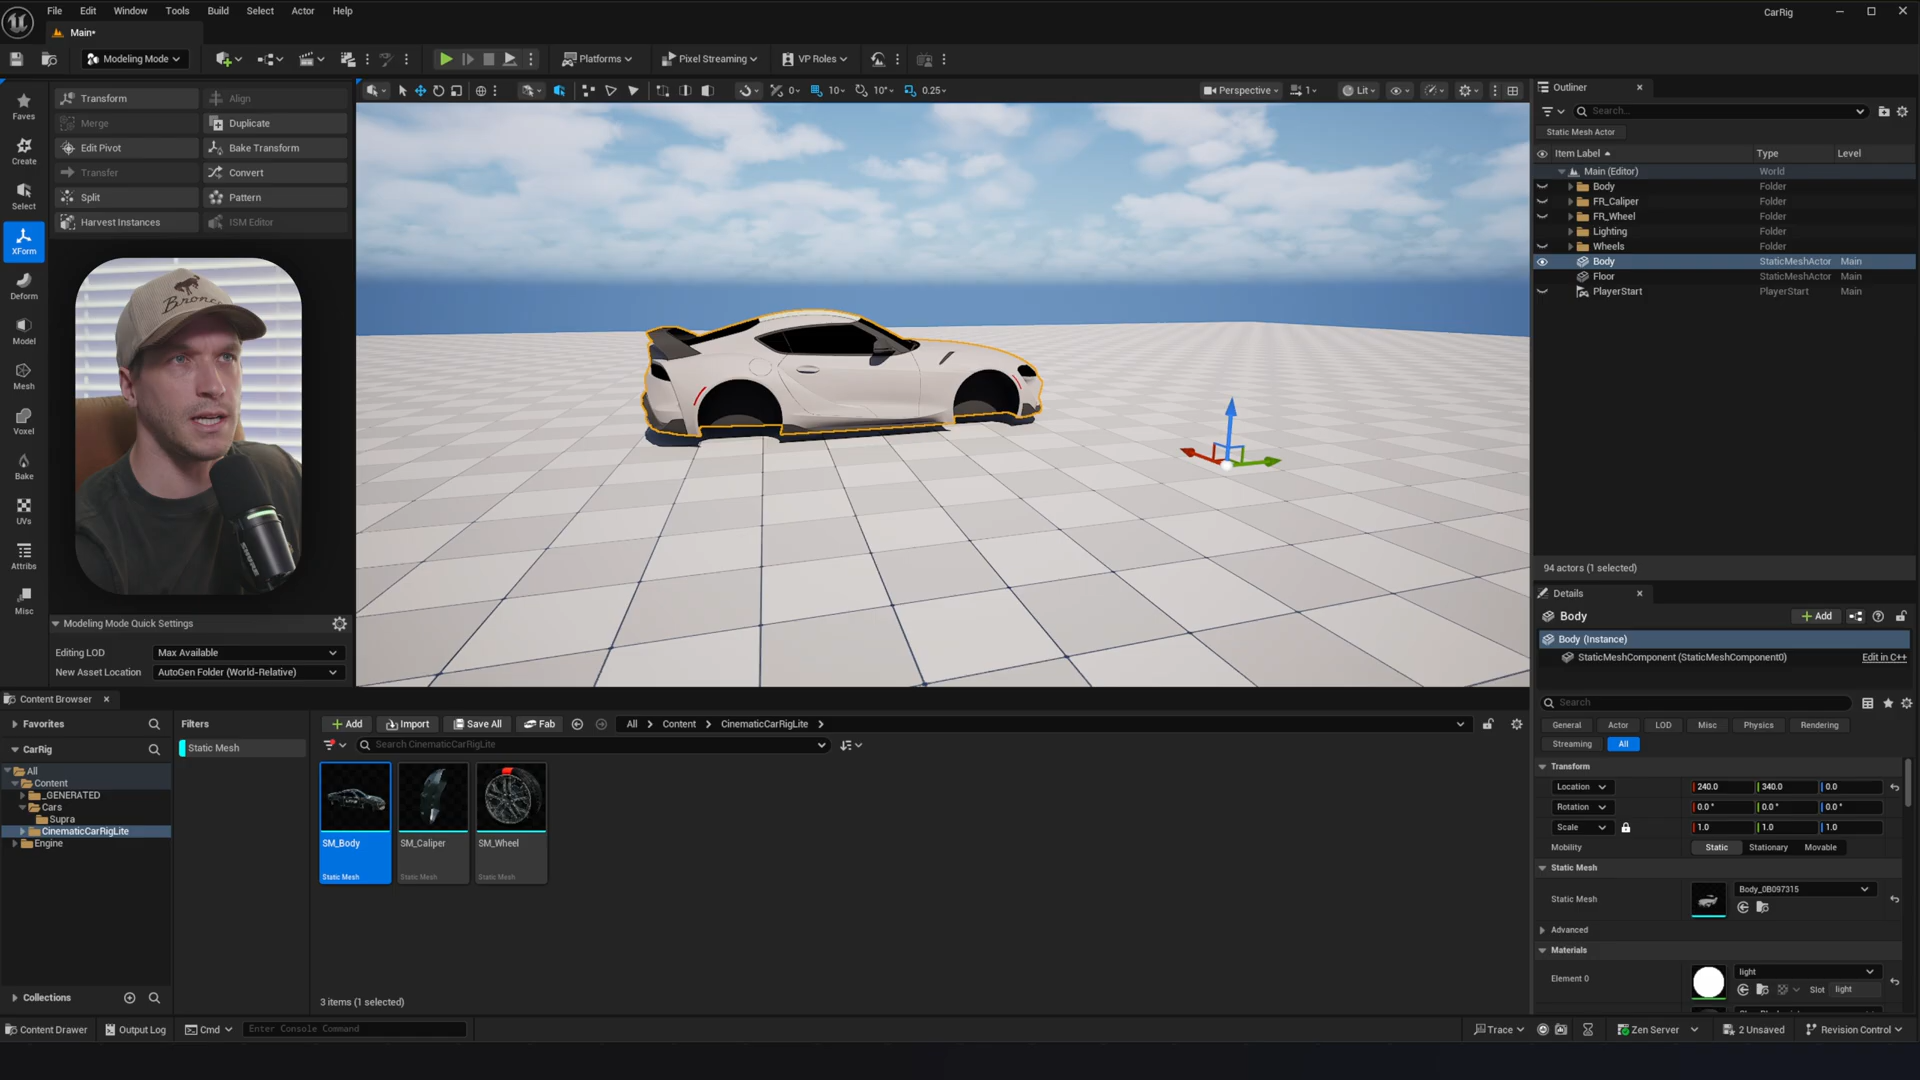 File Edit Window Tools Build Select Actor Help
CarRig
Main*
Modeling Mode
Platforms
Pixel Streaming
VP Roles
Faves
Create
Select
XForm
Deform
Model
Mesh
Voxel
Bake
UVs
Attribs
Misc
Transform
Align
Merge
Duplicate
Edit Pivot
Bake Transform
Transfer
Convert
Split
Pattern
Harvest Instances
ISM Editor
Bronco
Modeling Mode Quick Settings
Editing LOD
Max Available
New Asset Location
AutoGen Folder (World-Relative)
0
10
10°
0.25
Perspective
1
Lit
Outliner
Search...
Static Mesh Actor
Item Label
Type
Level
Main (Editor)
World
Body
Folder
FR_Caliper
Folder
FR_Wheel
Folder
Lighting
Folder
Wheels
Folder
Body
StaticMeshActor
Main
Floor
StaticMeshActor
Main
PlayerStart
PlayerStart
Main
94 actors (1 selected)
Details
Body
Add
Body (Instance)
StaticMeshComponent (StaticMeshComponent0)
Edit in C++
Search
General
Actor
LOD
Misc
Physics
Rendering
Streaming
All
Transform
Location
240.0
340.0
0.0
Rotation
0.0 °
0.0 °
0.0 °
Scale
1.0
1.0
1.0
Mobility
Static
Stationary
Movable
Static Mesh
Static Mesh
Body_0B097315
Advanced
Materials
Element 0
light
Slot
light
Content Browser
Favorites
CarRig
All
Content
_GENERATED
Cars
Supra
CinematicCarRigLite
Engine
Collections
Filters
Static Mesh
Add
Import
Save All
Fab
All
Content
CinematicCarRigLite
Search CinematicCarRigLite
SM_Body
Static Mesh
SM_Caliper
Static Mesh
SM_Wheel
Static Mesh
3 items (1 selected)
Content Drawer
Output Log
Cmd
Enter Console Command
Trace
Zen Server
2 Unsaved
Revision Control